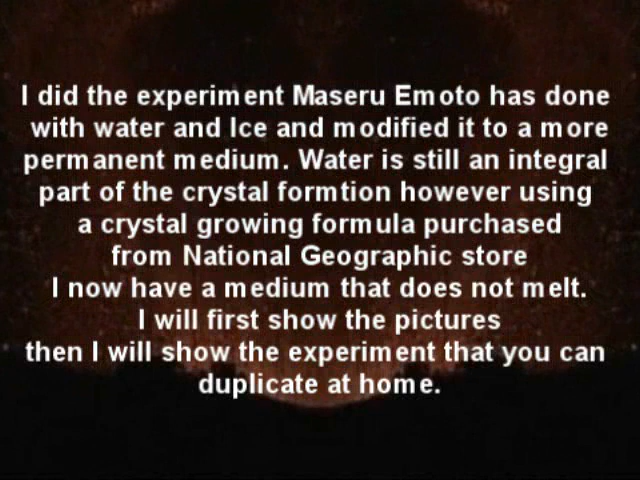 I did the experiment Maseru Emoto has done
with water and Ice and modified it to a more
permanent medium. Water is still an integral
part of the crystal formtion however using
a crystal growing formula purchased
from National Geographic store
I now have a medium that does not melt.
I will first show the pictures
then I will show the experiment that you can
duplicate at home.